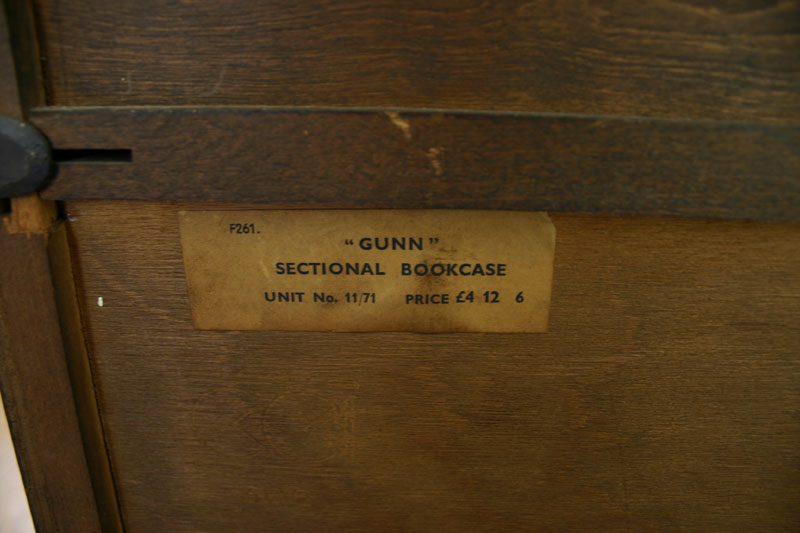 F261.
“GUNN”
SECTIONAL BOOKCASE
UNIT No. 11/71 PRICE £4 12 6